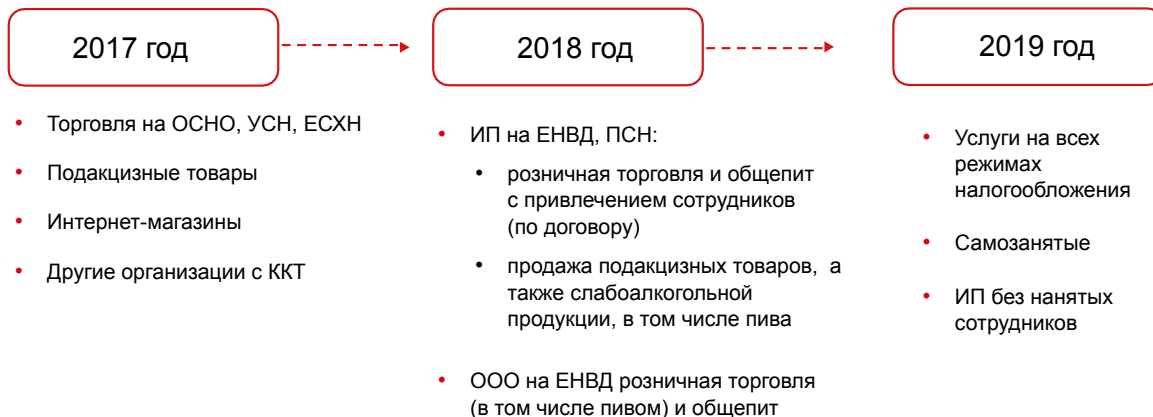 2017 год
2018 год
2019 год
• Торговля на ОСНО, УСН, ЕСХН
• Подакцизные товары
• Интернет-магазины
• Другие организации с ККТ
• ИП на ЕНВД, ПСН:
• розничная торговля и общепит
с привлечением сотрудников
(по договору)
• продажа подакцизных товаров, а
также слабоалкогольной
продукции, в том числе пива
• ООО на ЕНВД розничная торговля
(в том числе пивом) и общепит
• Услуги на всех
режимах
налогообложения
• Самозанятые
• ИП без нанятых
сотрудников